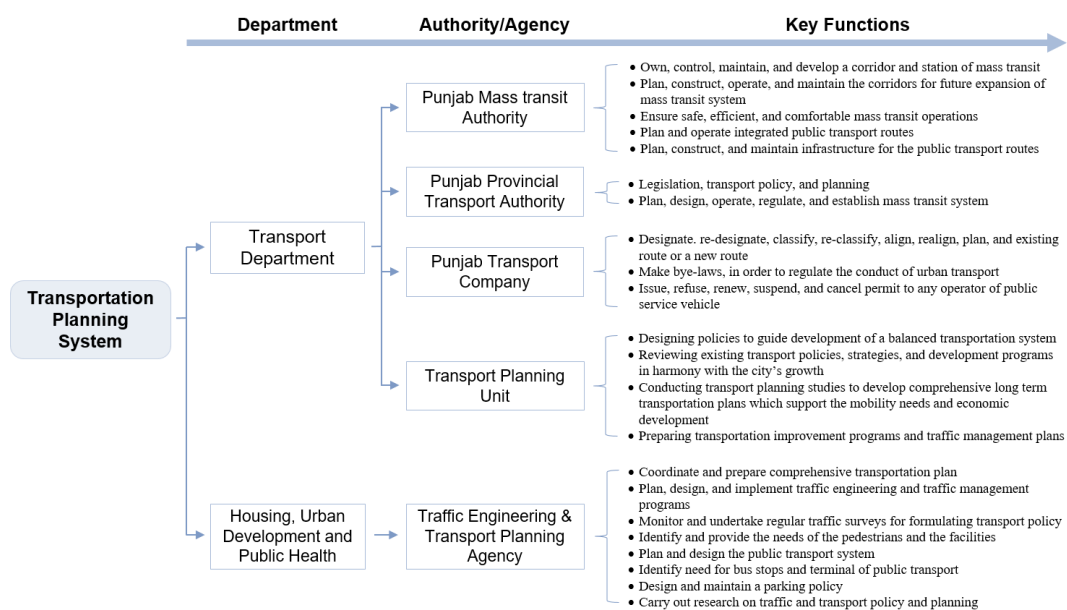 Department
Authority/Agency
Key Functions
Transportation
Planning
System
Transport
Department
Punjab Mass transit
Authority
• Own, control, maintain, and develop a corridor and station of mass transit
• Plan, construct, operate, and maintain the corridors for future expansion of
mass transit system
• Ensure safe, efficient, and comfortable mass transit operations
• Plan and operate integrated public transport routes
• Plan, construct, and maintain infrastructure for the public transport routes
Punjab Provincial
Transport Authority
• Legislation, transport policy, and planning
• Plan, design, operate, regulate, and establish mass transit system
Punjab Transport
Company
• Designate. re-designate, classify, re-classify, align, realign, plan, and existing
route or a new route
• Make bye-laws, in order to regulate the conduct of urban transport
• Issue, refuse, renew, suspend, and cancel permit to any operator of public
service vehicle
Transport Planning
Unit
• Designing policies to guide development of a balanced transportation system
• Reviewing existing transport policies, strategies, and development programs
in harmony with the city's growth
• Conducting transport planning studies to develop comprehensive long term
transportation plans which support the mobility needs and economic
development
• Preparing transportation improvement programs and traffic management plans
Housing, Urban
Development and
Public Health
Traffic Engineering &
Transport Planning
Agency
• Coordinate and prepare comprehensive transportation plan
• Plan, design, and implement traffic engineering and traffic management
programs
• Monitor and undertake regular traffic surveys for formulating transport policy
• Identify and provide the needs of the pedestrians and the facilities
• Plan and design the public transport system
• Identify need for bus stops and terminal of public transport
• Design and maintain a parking policy
• Carry out research on traffic and transport policy and planning